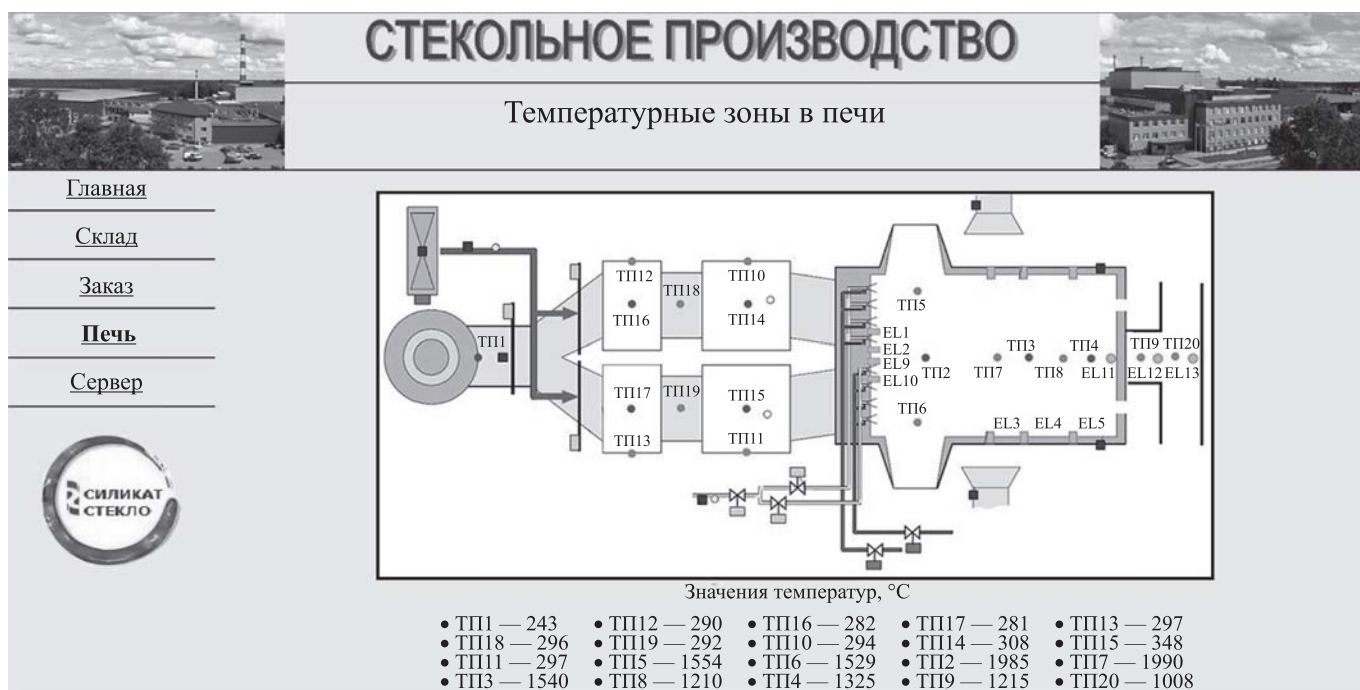 СТЕКОЛЬНОЕ ПРОИЗВОДСТВО
Температурные зоны в печи
Главная
Склад
Заказ
Печь
Сервер
СИЛИКАТ
СТЕКЛО
ТП12 ТП10
ТП18 ТП5
ТП16 ТП14
EL1
ТП1 EL2 ТП3 ТП4 ТП9 ТП20
EL9 ТП2 ТП7 ТП8 EL11 EL12 EL13
EL10
ТП17 ТП19 ТП15
ТП6
ТП13 ТП11 EL3 EL4 EL5
Значения температур, °C
• ТП1 — 243 • ТП12 — 290 • ТП16 — 282 • ТП17 — 281 • ТП13 — 297
• ТП18 — 296 • ТП19 — 292 • ТП10 — 294 • ТП14 — 308 • ТП15 — 348
• ТП11 — 297 • ТП5 — 1554 • ТП6 — 1529 • ТП2 — 1985 • ТП7 — 1990
• ТП3 — 1540 • ТП8 — 1210 • ТП4 — 1325 • ТП9 — 1215 • ТП20 — 1008